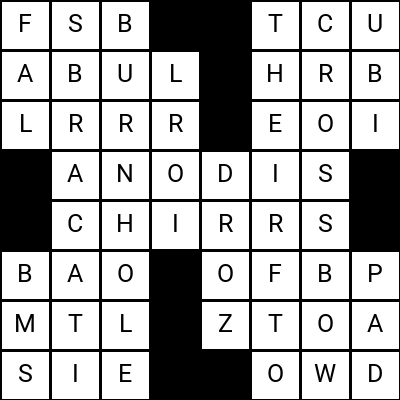 F S B T C U
A B U L H R B
L R R R E O I
A N O D I S
C H I R R S
B A O O F B P
M T L Z T O A
S I E O W D